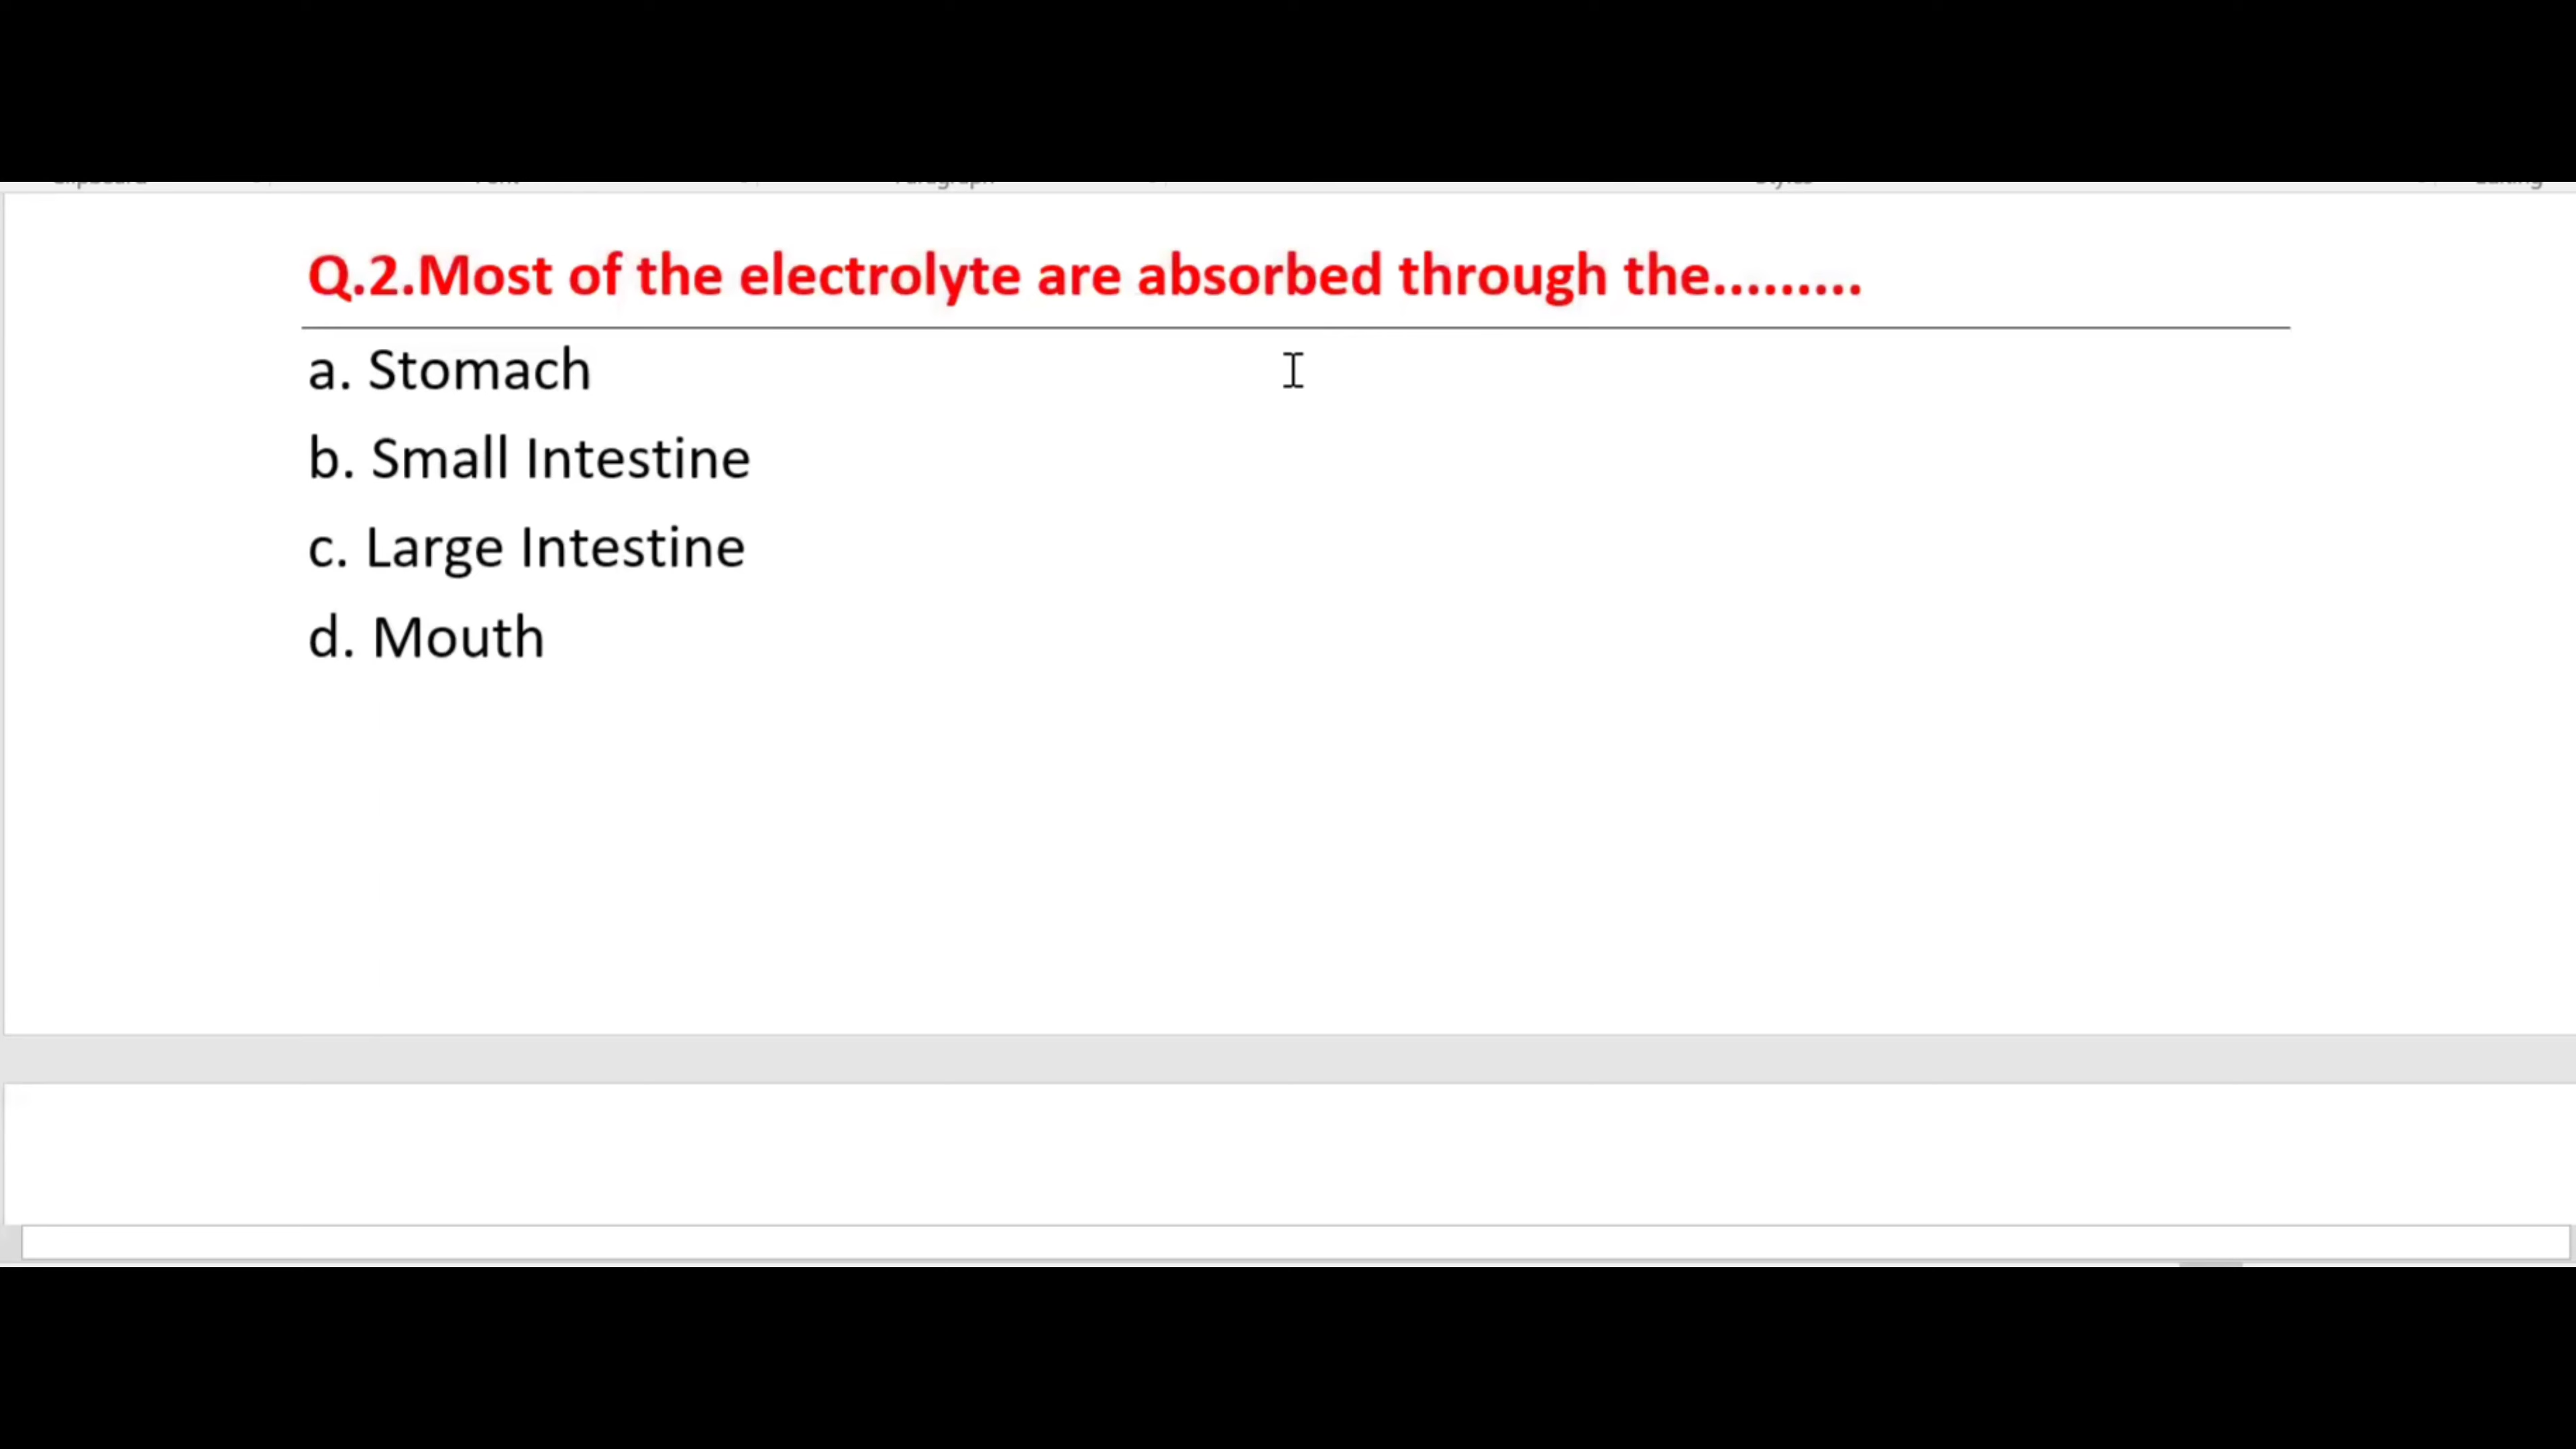 Q.2.Most of the electrolyte are absorbed through the.........
a. Stomach
b. Small Intestine
c. Large Intestine
d. Mouth